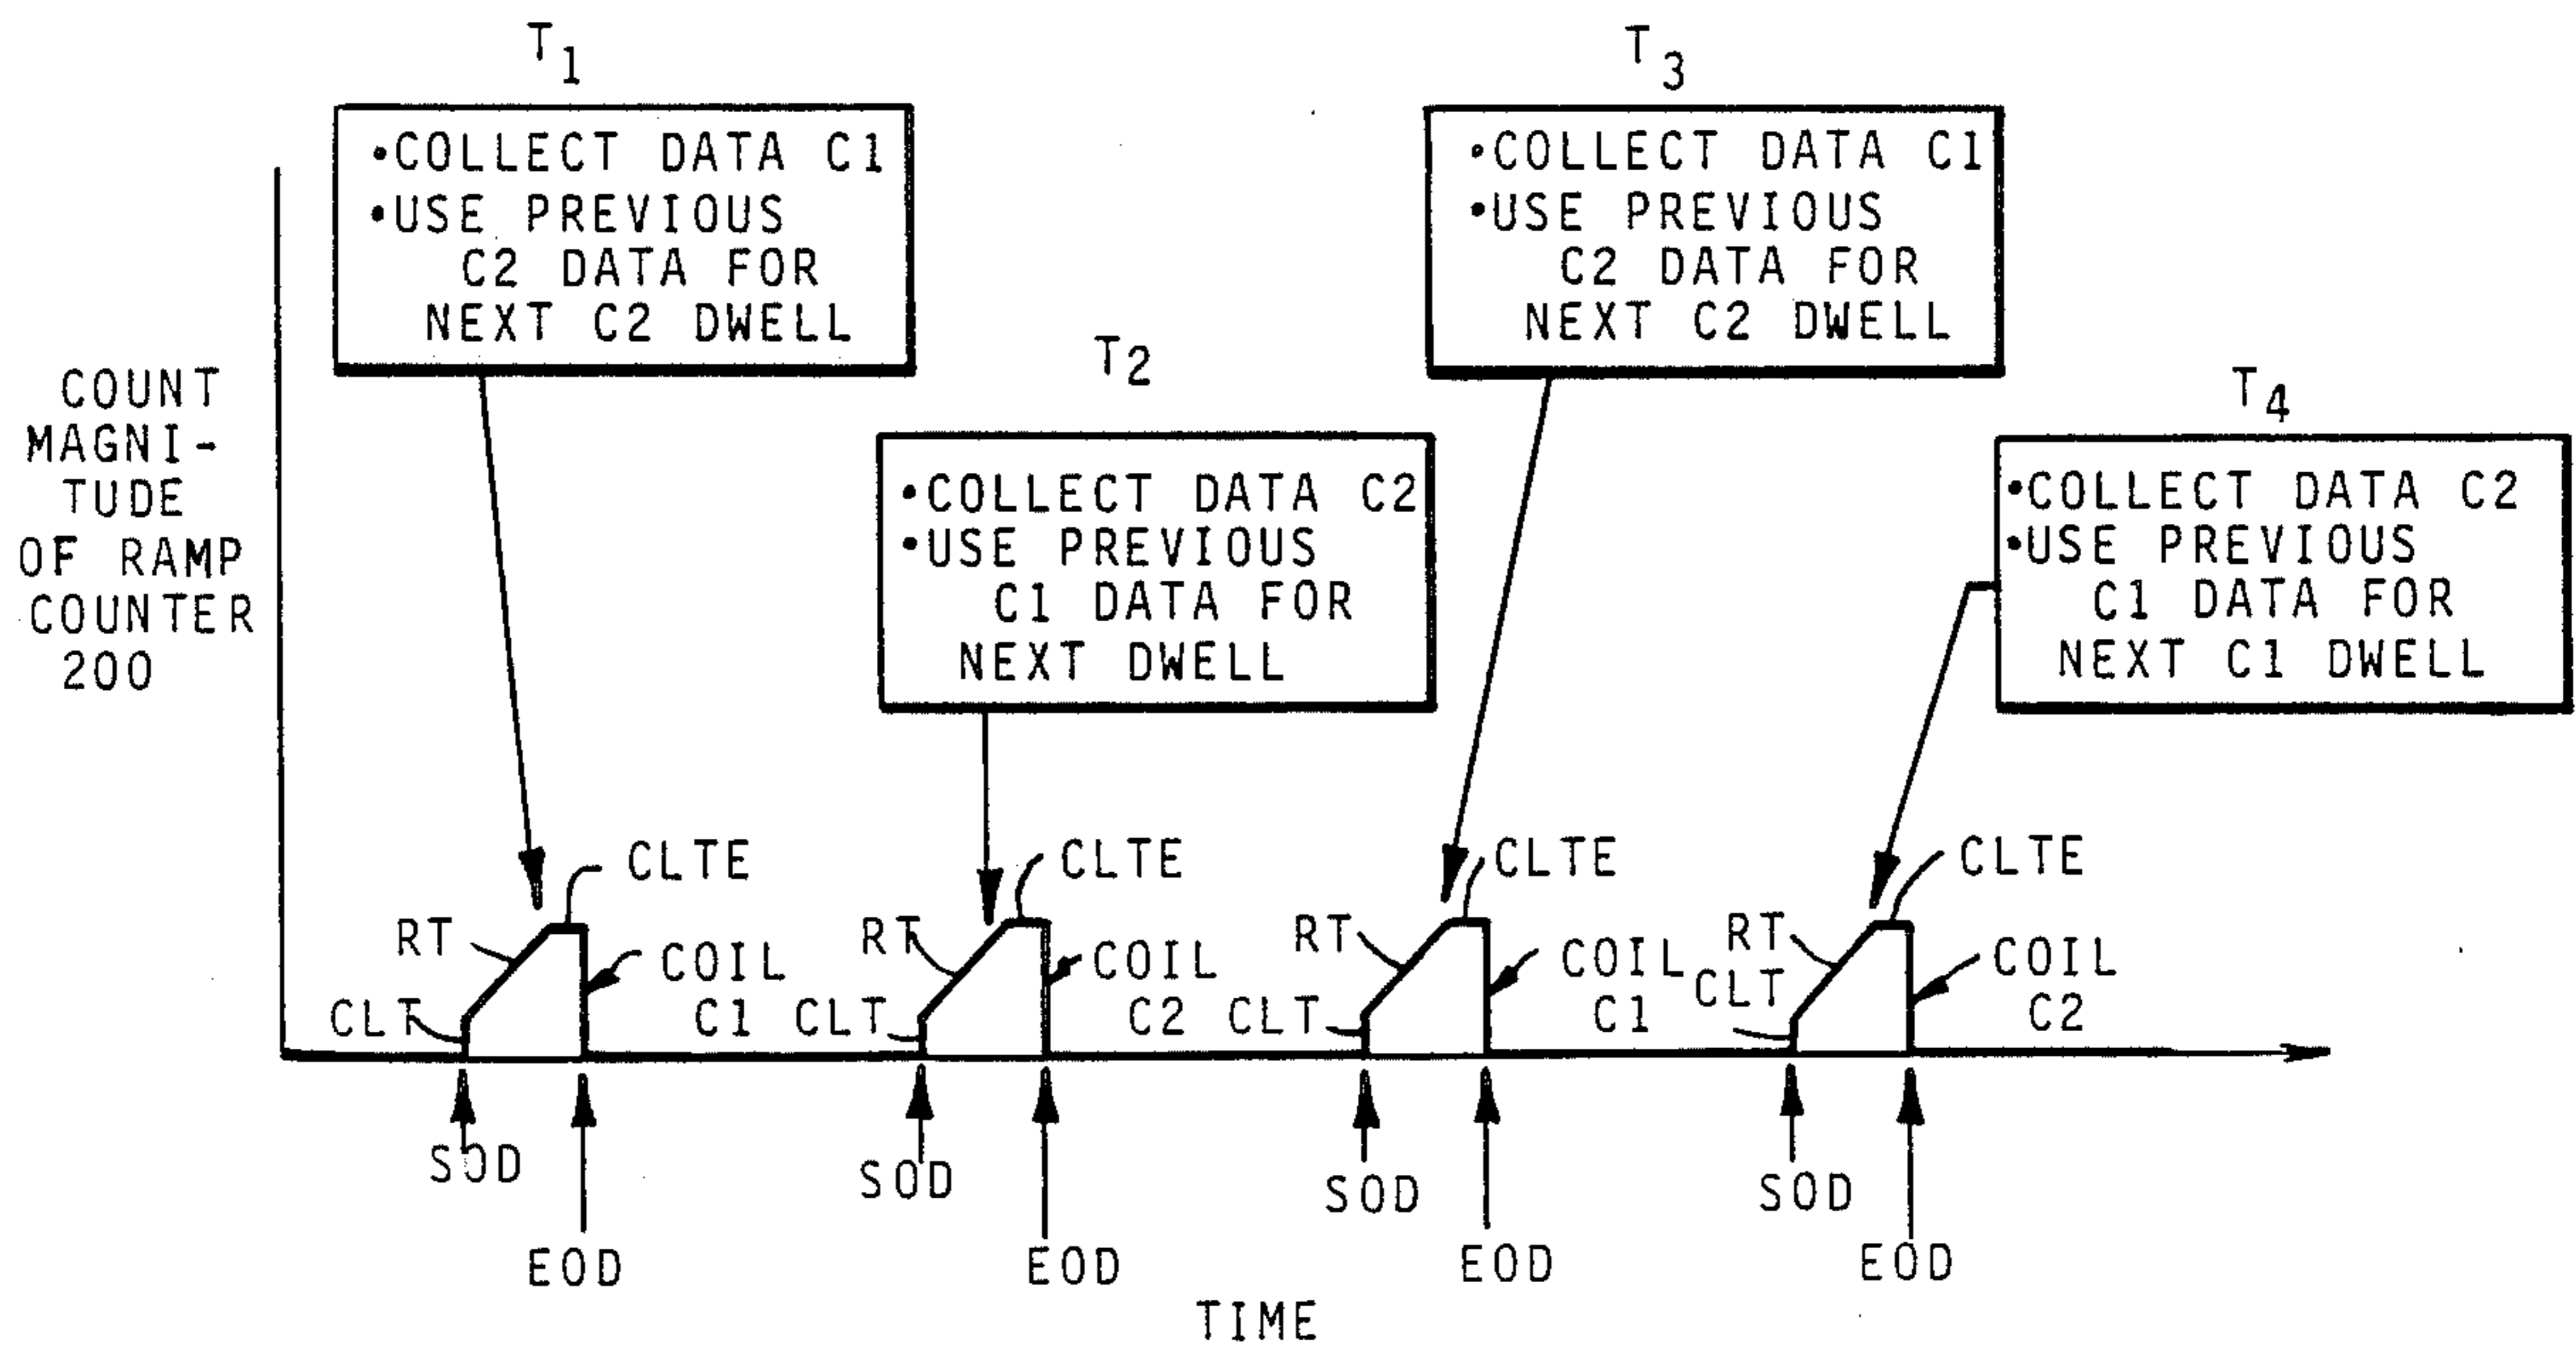 T1
•COLLECT DATA C1
•USE PREVIOUS
C2 DATA FOR
NEXT C2 DWELL
T2
•COLLECT DATA C2
•USE PREVIOUS
C1 DATA FOR
NEXT DWELL
T3
•COLLECT DATA C1
•USE PREVIOUS
C2 DATA FOR
NEXT C2 DWELL
T4
•COLLECT DATA C2
•USE PREVIOUS
C1 DATA FOR
NEXT C1 DWELL
COUNT
MAGNI-
TUDE
OF RAMP
COUNTER
200
CLTE
RT
CLT
COIL
C1
SOD
EOD
CLTE
RT
CLT
COIL
C2
SOD
EOD
CLTE
RT
CLT
COIL
C1
SOD
EOD
CLTE
RT
CLT
COIL
C2
SOD
EOD
TIME